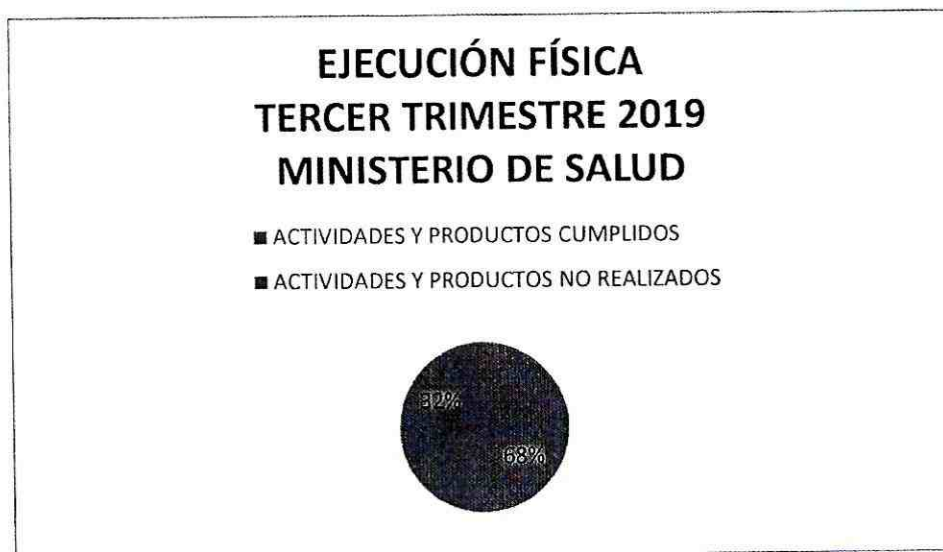 EJECUCIÓN FÍSICA
TERCER TRIMESTRE 2019
MINISTERIO DE SALUD
ACTIVIDADES Y PRODUCTOS CUMPLIDOS
ACTIVIDADES Y PRODUCTOS NO REALIZADOS
32%
68%